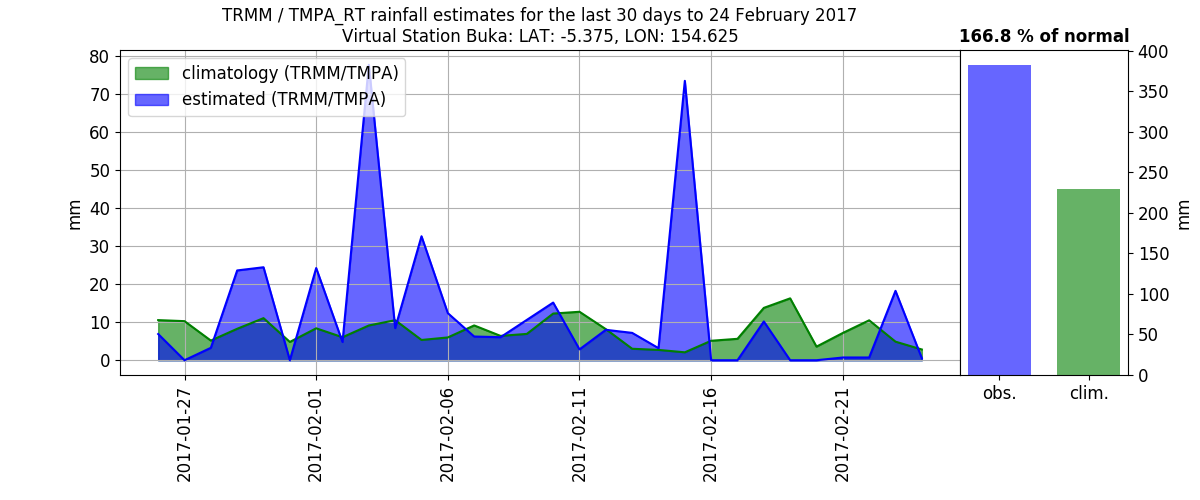 TRMM / TMPA_RT rainfall estimates for the last 30 days to 24 February 2017
Virtual Station Buka: LAT: -5.375, LON: 154.625
166.8 % of normal
climatology (TRMM/TMPA)
estimated (TRMM/TMPA)
80
70
60
50
40
30
20
10
0
mm
2017-01-27
2017-02-01
2017-02-06
2017-02-11
2017-02-16
2017-02-21
400
350
300
250
200
150
100
50
0
mm
obs.
clim.